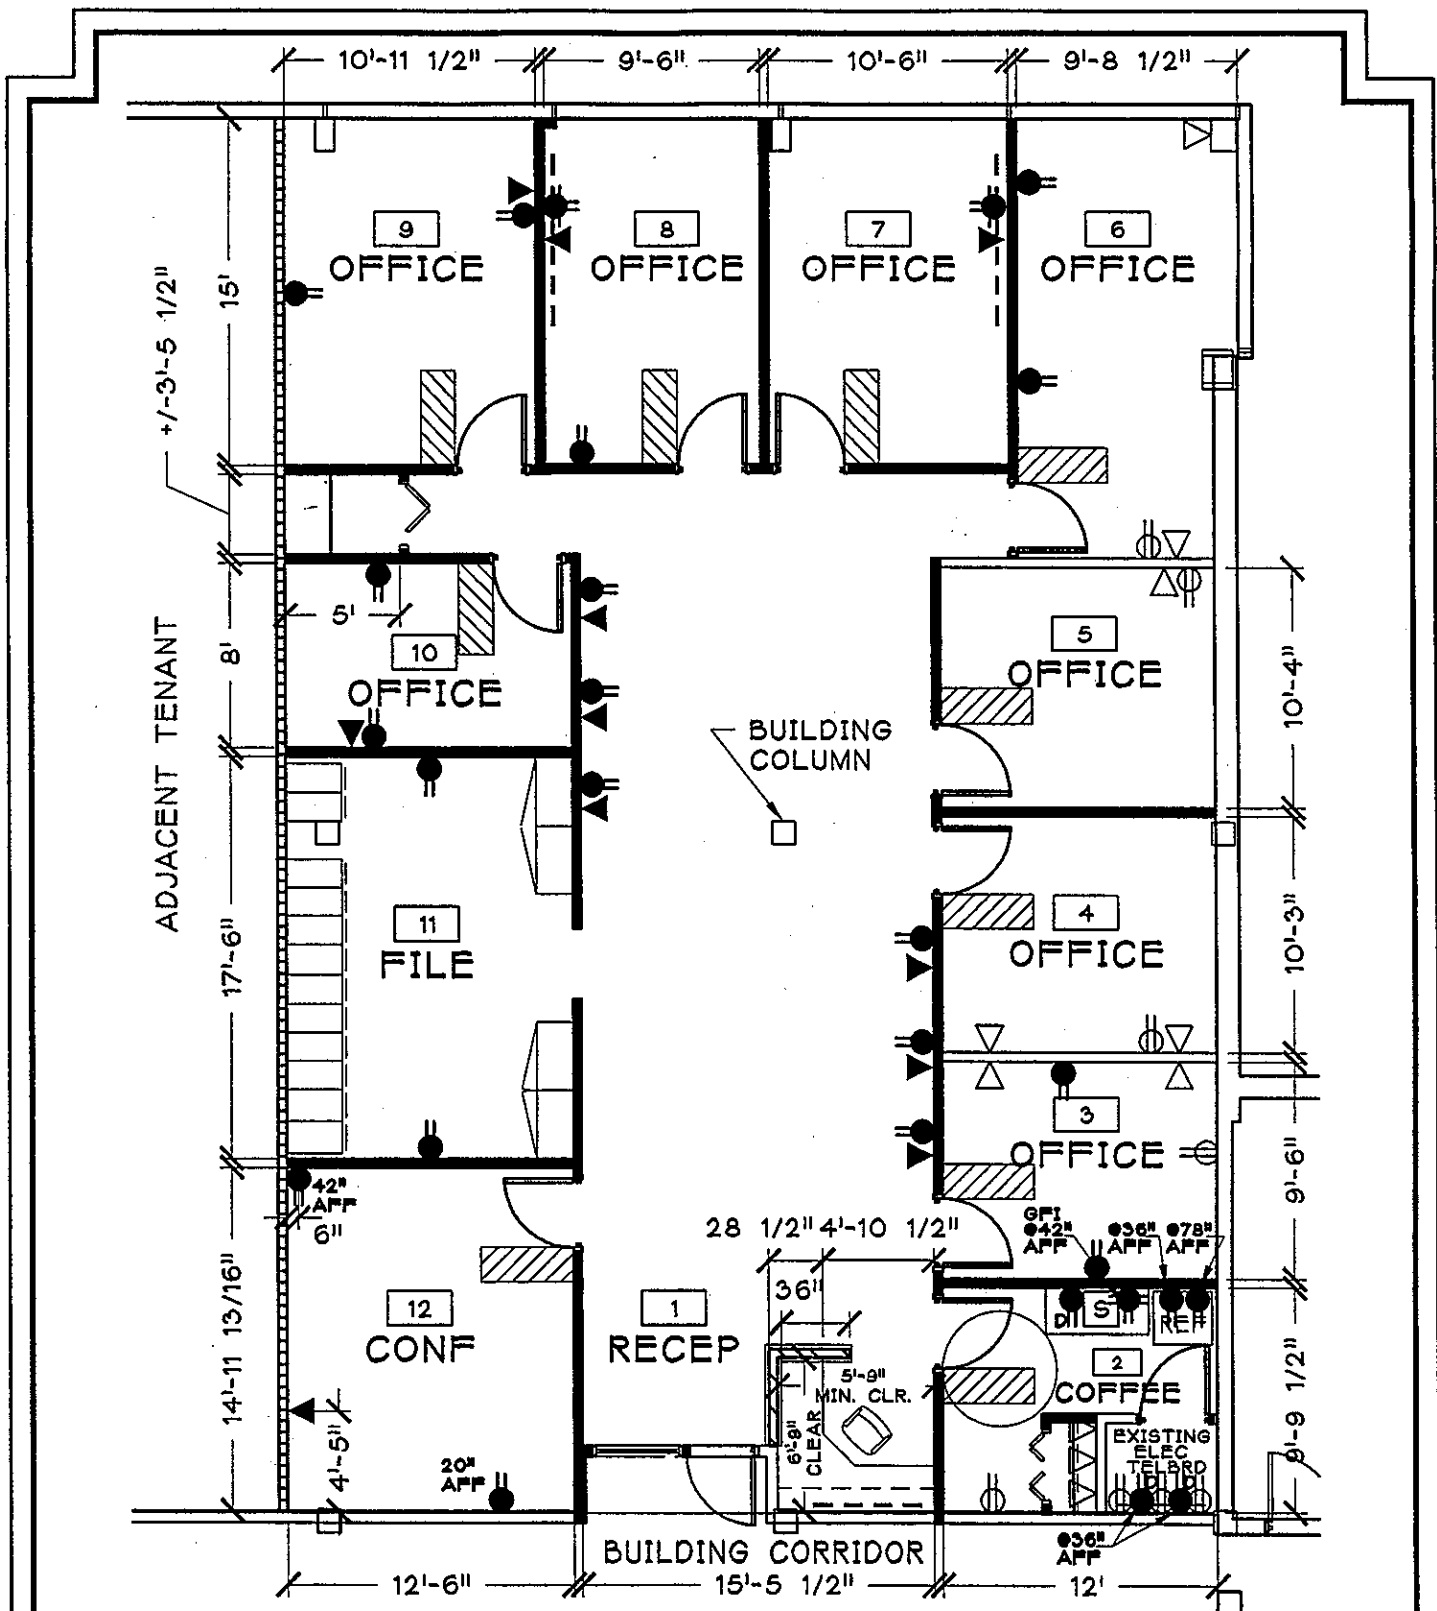 10'-11 1/2" 9'-6" 10'-6" 9'-8 1/2"
9
OFFICE
8
OFFICE
7
OFFICE
6
OFFICE
15'
+/-3'-5 1/2"
5'
10
OFFICE
8'
5
OFFICE
10'-4"
ADJACENT TENANT
BUILDING
COLUMN
11
FILE
17'-6"
4
OFFICE
10'-3"
3
OFFICE
9'-6"
42"
AFF
6"
28 1/2" 4'-10 1/2"
36"
GFI
@42"
AFF
@36"
AFF
@78"
AFF
12
CONF
14'-11 13/16"
1
RECEP
S
REF
2
COFFEE
9'-9 1/2"
5'-9"
MIN. CLR.
6'-9"
CLEAR
4'-5"
20"
AFF
EXISTING
ELEC
TELBRD
@36"
AFF
BUILDING CORRIDOR
12'-6" 15'-5 1/2" 12'